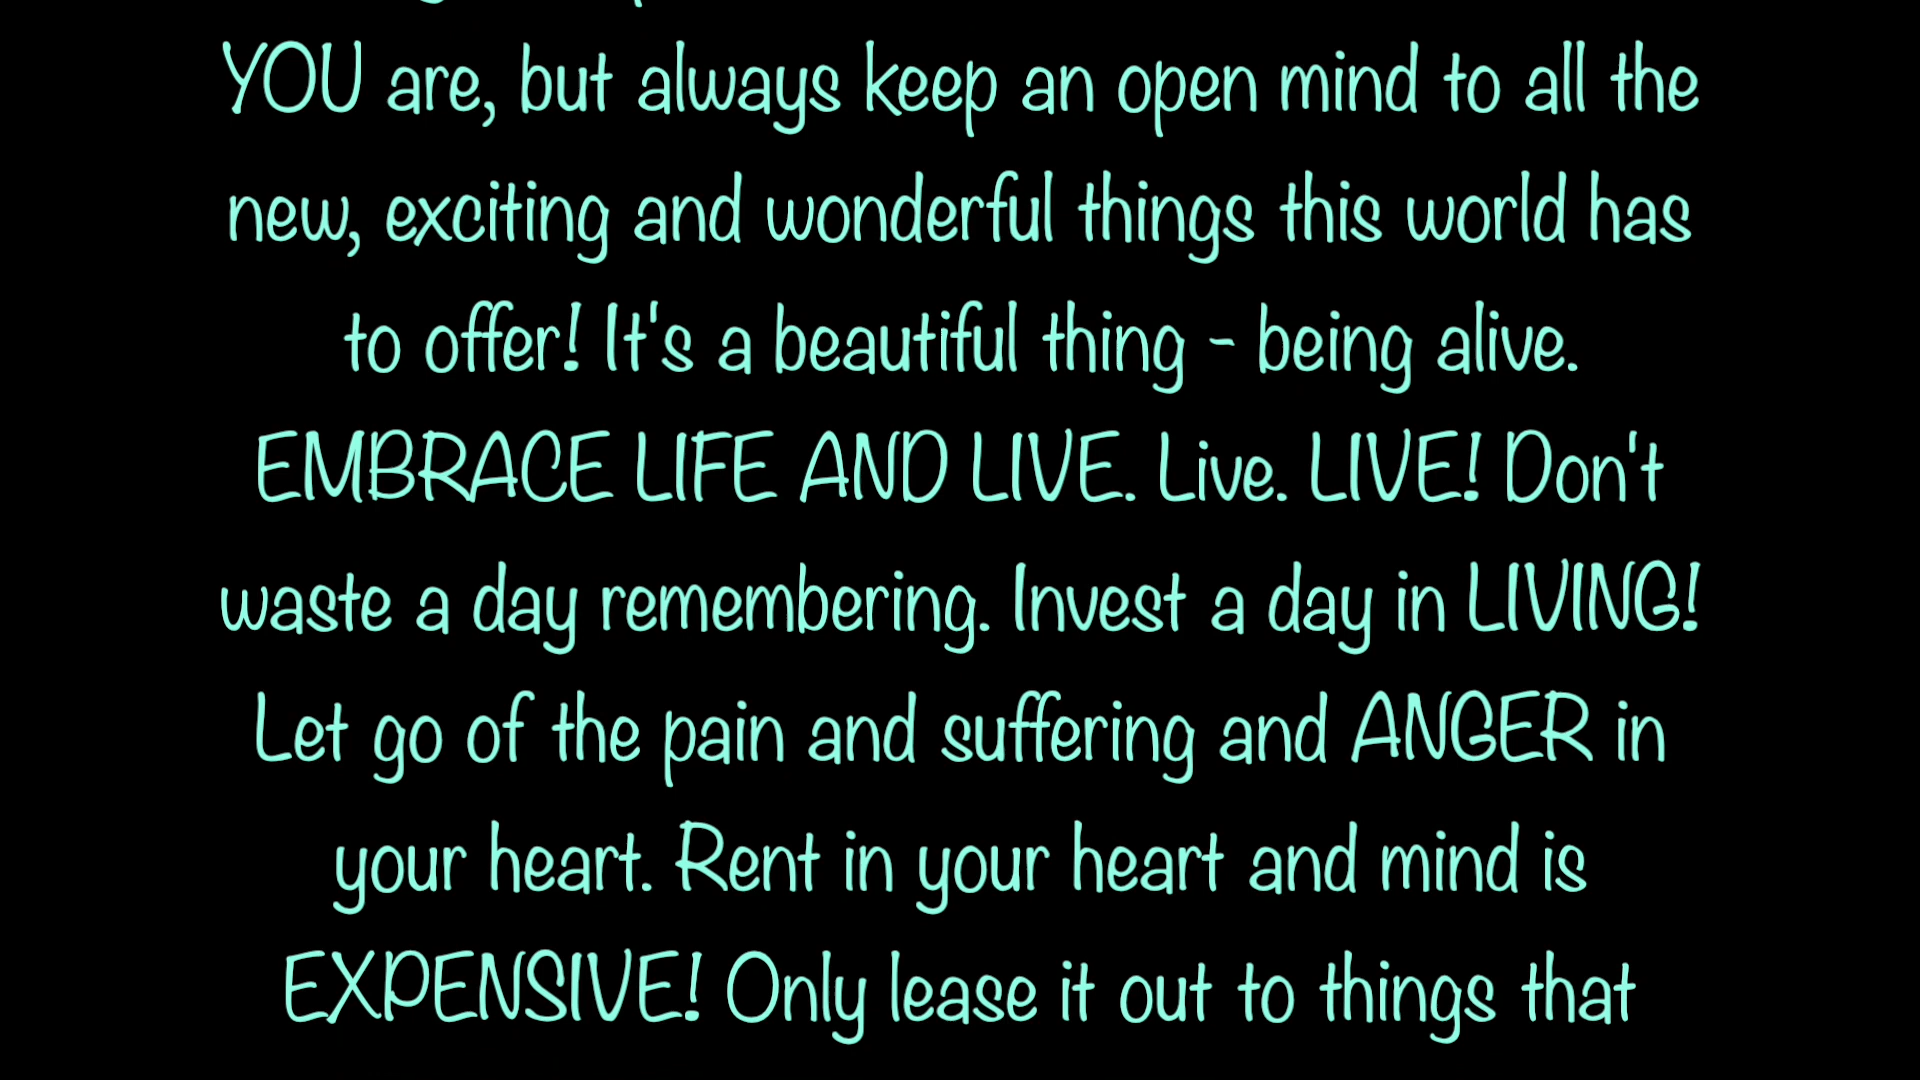 YOU are, but always keep an open mind to all the
new, exciting and wonderful things this world has
to offer! It's a beautiful thing - being alive.
EMBRACE LIFE AND LIVE. Live. LIVE! Don't
waste a day remembering. Invest a day in LIVING!
Let go of the pain and suffering and ANGER in
your heart. Rent in your heart and mind is
EXPENSIVE! Only lease it out to things that